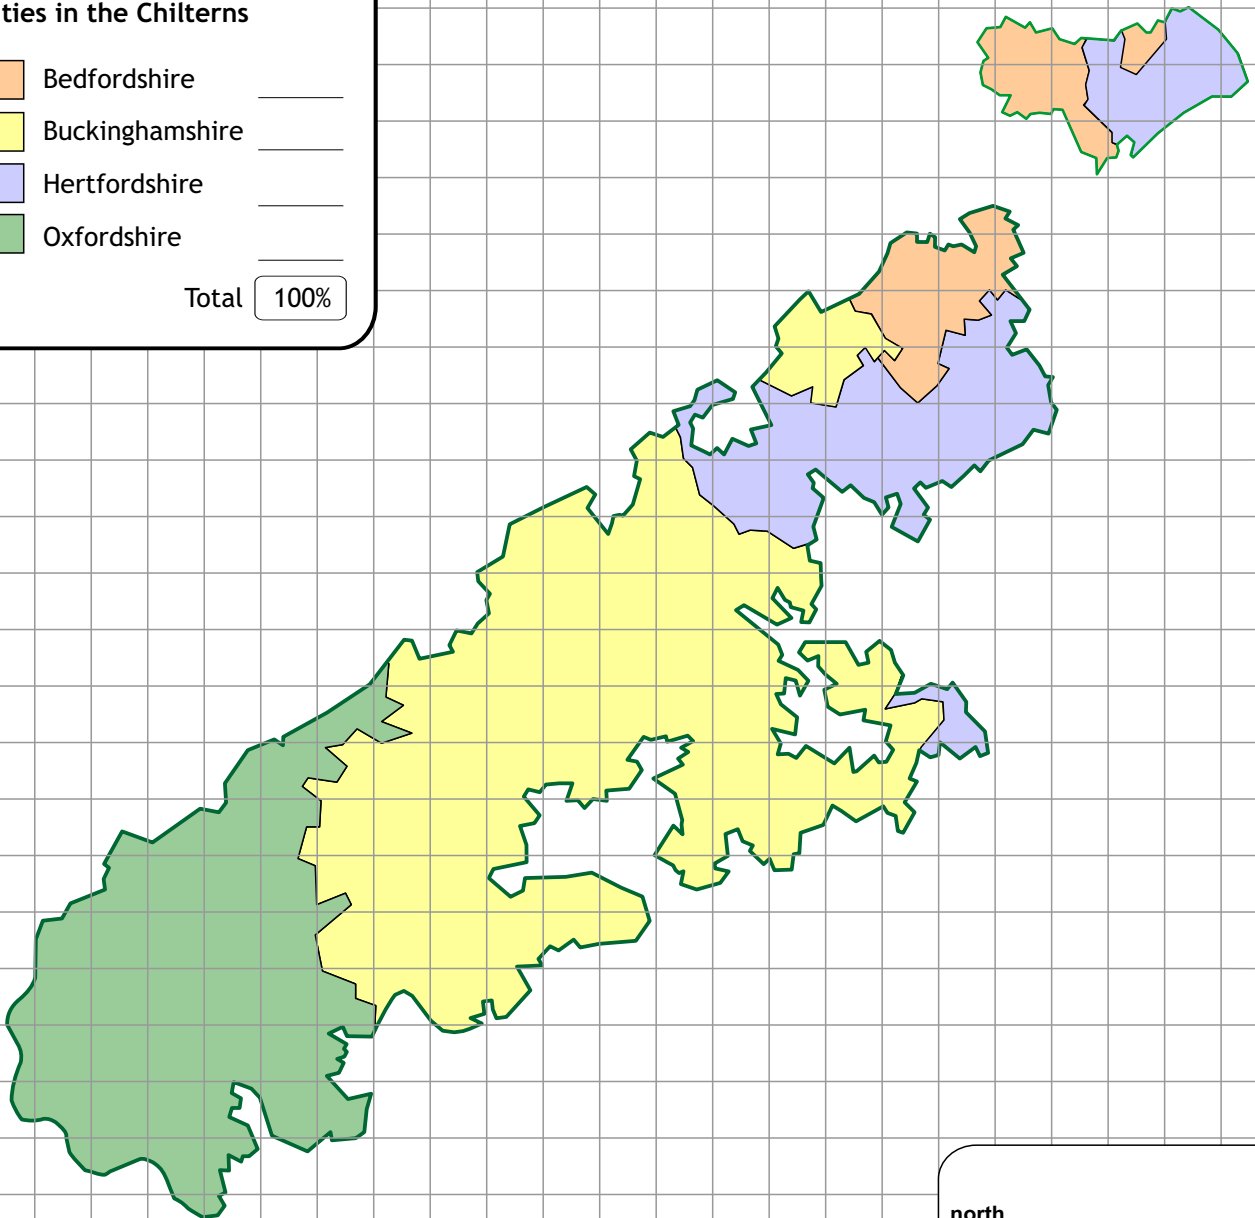 ties in the Chilterns
Bedfordshire
Buckinghamshire
Hertfordshire
Oxfordshire
Total 100%
north